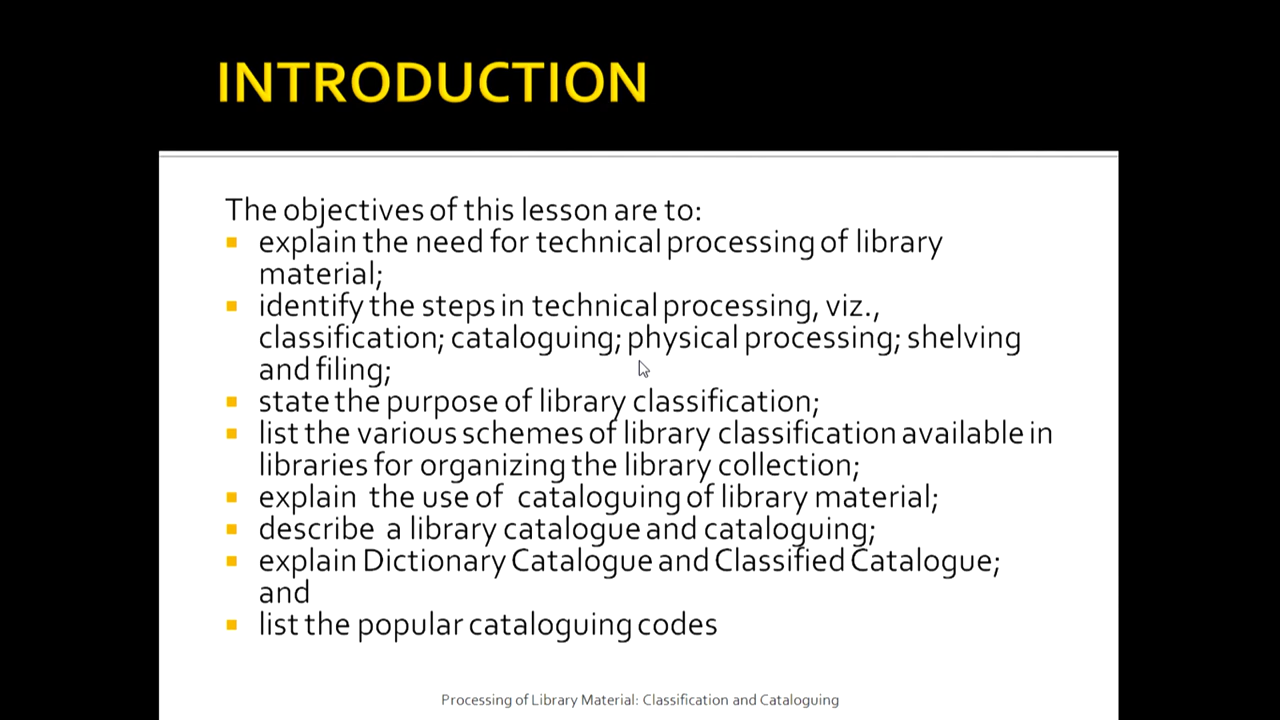 INTRODUCTION
The objectives of this lesson are to:
explain the need for technical processing of library
material;
identify the steps in technical processing, viz.,
classification; cataloguing; physical processing; shelving
and filing;
state the purpose of library classification;
list the various schemes of library classification available in
libraries for organizing the library collection;
explain the use of cataloguing of library material;
describe a library catalogue and cataloguing;
explain Dictionary Catalogue and Classified Catalogue;
and
list the popular cataloguing codes
Processing of Library Material: Classification and Cataloguing